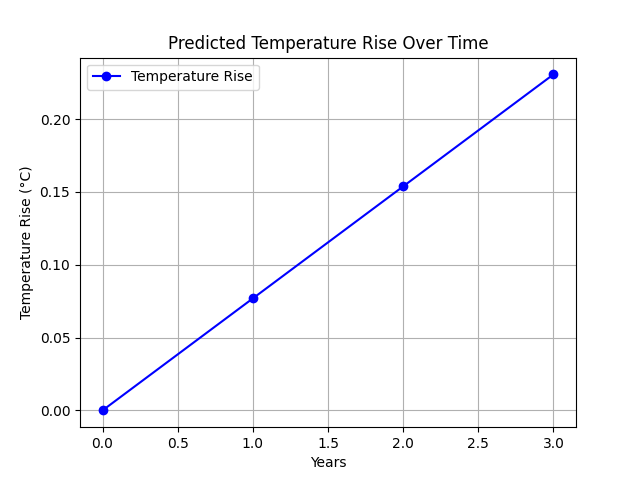 Predicted Temperature Rise Over Time
Temperature Rise
Temperature Rise (°C)
0.20
0.15
0.10
0.05
0.00
0.0 0.5 1.0 1.5 2.0 2.5 3.0
Years